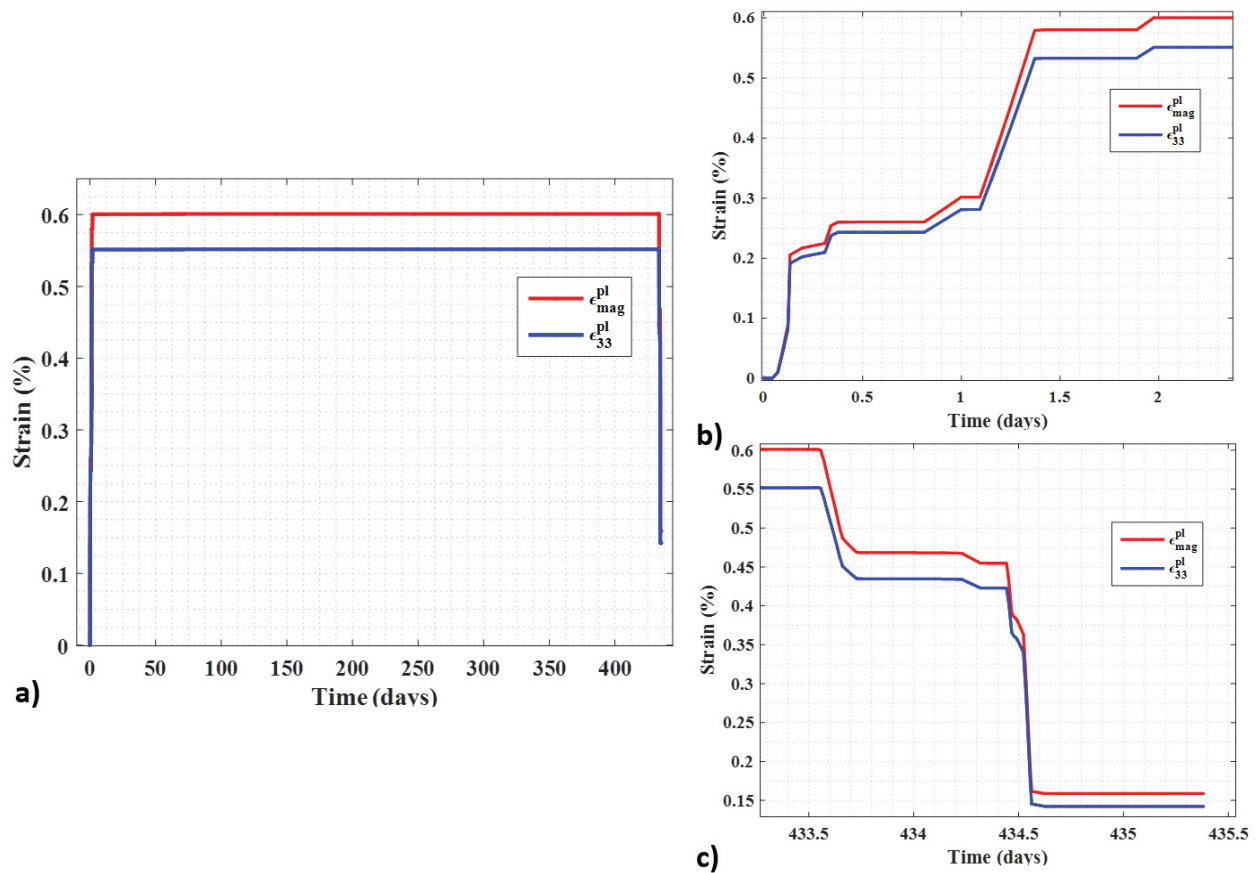 0.6
0.5
0.4
0.3
0.2
0.1
0
Strain (%)
ϵ^pl_mag
ϵ^pl_33
0 50 100 150 200 250 300 350 400
Time (days)
a)
0.6
0.5
0.4
0.3
0.2
0.1
0
Strain (%)
ϵ^pl_mag
ϵ^pl_33
0 0.5 1 1.5 2
Time (days)
b)
0.6
0.55
0.5
0.45
0.4
0.35
0.3
0.25
0.2
0.15
Strain (%)
ϵ^pl_mag
ϵ^pl_33
433.5 434 434.5 435 435.5
Time (days)
c)